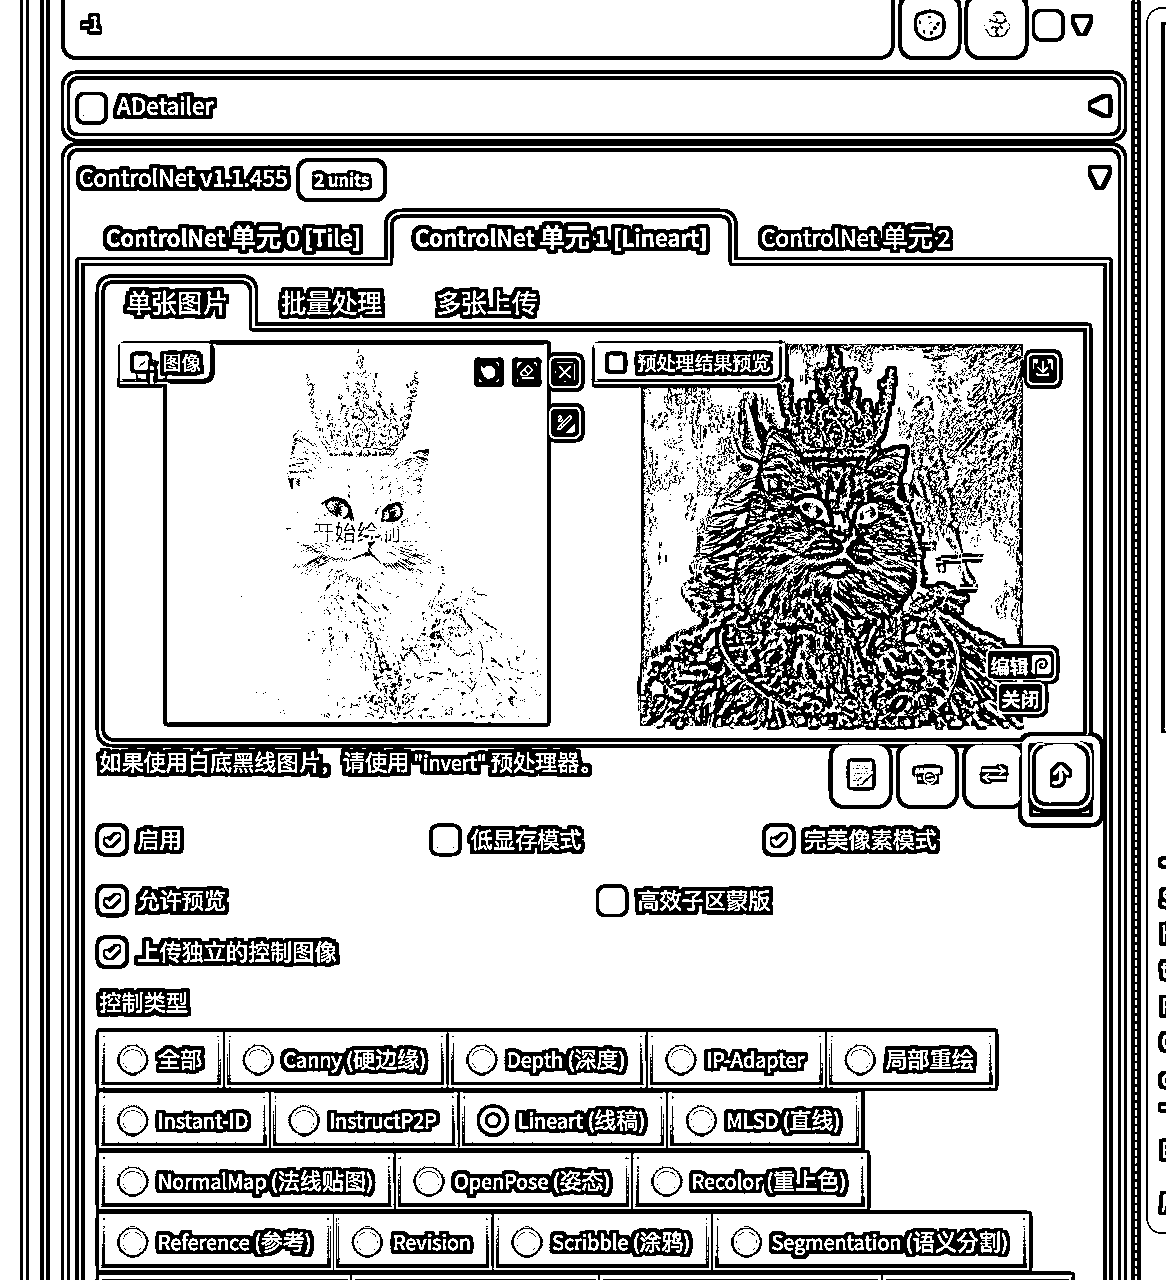 -1
ADetailer
ControlNet v1.1.455 2 units
ControlNet 单元 0 [Tile] ControlNet 单元 1 [Lineart] ControlNet 单元 2
单张图片 批量处理 多张上传
图像 预处理结果预览
开始绘制
编辑
关闭
如果使用白底黑线图片，请使用 "invert" 预处理器。
启用 低显存模式 完美像素模式
允许预览 高效子区蒙版
上传独立的控制图像
控制类型
全部 Canny (硬边缘) Depth (深度) IP-Adapter 局部重绘
Instant-ID InstructP2P Lineart (线稿) MLSD (直线)
NormalMap (法线贴图) OpenPose (姿态) Recolor (重上色)
Reference (参考) Revision Scribble (涂鸦) Segmentation (语义分割)